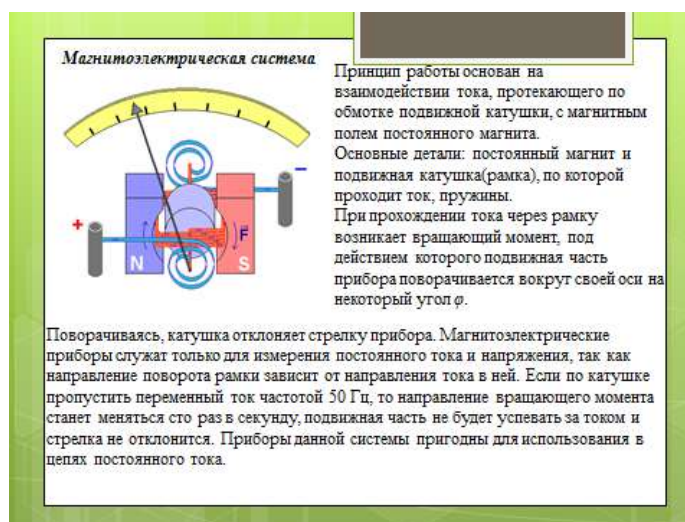 Магнитоэлектрическая система
Принцип работы основан на
взаимодействии тока, протекающего по
обмотке подвижной катушки, с магнитным
полем постоянного магнита.
Основные детали: постоянный магнит и
подвижная катушка(рамка), по которой
проходит ток, пружины.
При прохождении тока через рамку
возникает вращающий момент, под
действием которого подвижная часть
прибора поворачивается вокруг своей оси на
некоторый угол φ.
+
−
F
N
S
Поворачиваясь, катушка отклоняет стрелку прибора. Магнитоэлектрические
приборы служат только для измерения постоянного тока и напряжения, так как
направление поворота рамки зависит от направления тока в ней. Если по катушке
пропустить переменный ток частотой 50 Гц, то направление вращающего момента
станет меняться сто раз в секунду, подвижная часть не будет успевать за током и
стрелка не отклонится. Приборы данной системы пригодны для использования в
цепях постоянного тока.